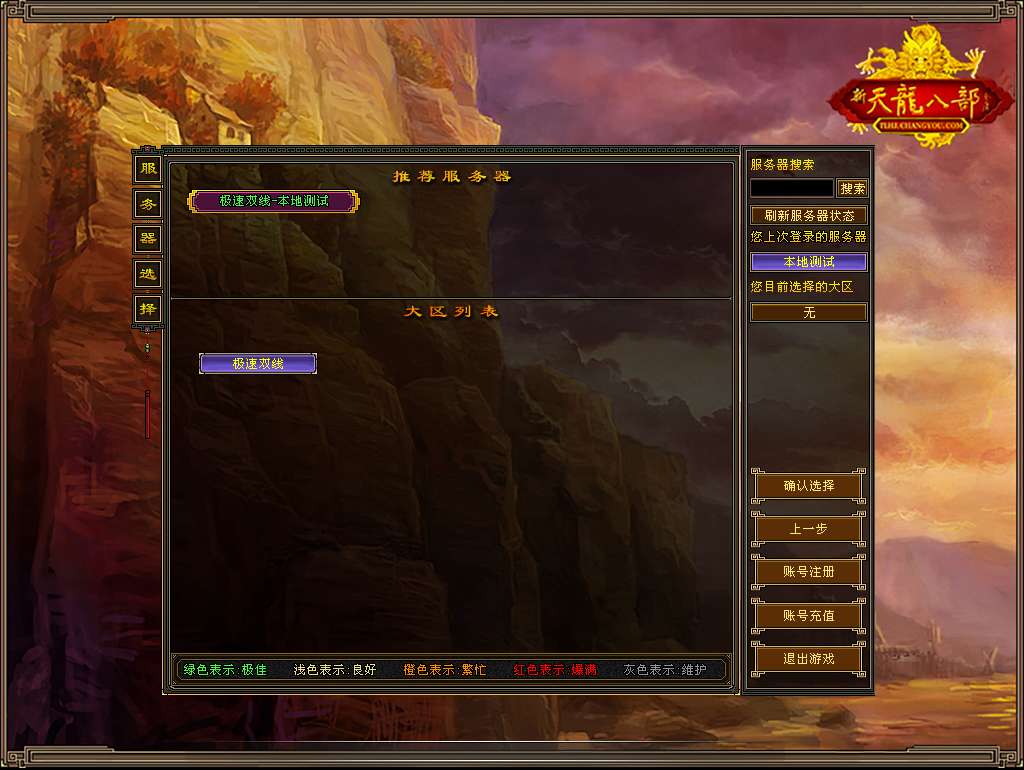 新天龍八部
TLHJ.CHANGYOU.COM
服务器选择
推荐服务器
极速双线-本地测试
大区列表
极速双线
绿色表示:极佳 浅色表示:良好 橙色表示:繁忙 红色表示:爆满 灰色表示:维护
服务器搜索
搜索
刷新服务器状态
您上次登录的服务器
本地测试
您目前选择的大区
无
确认选择
上一步
账号注册
账号充值
退出游戏